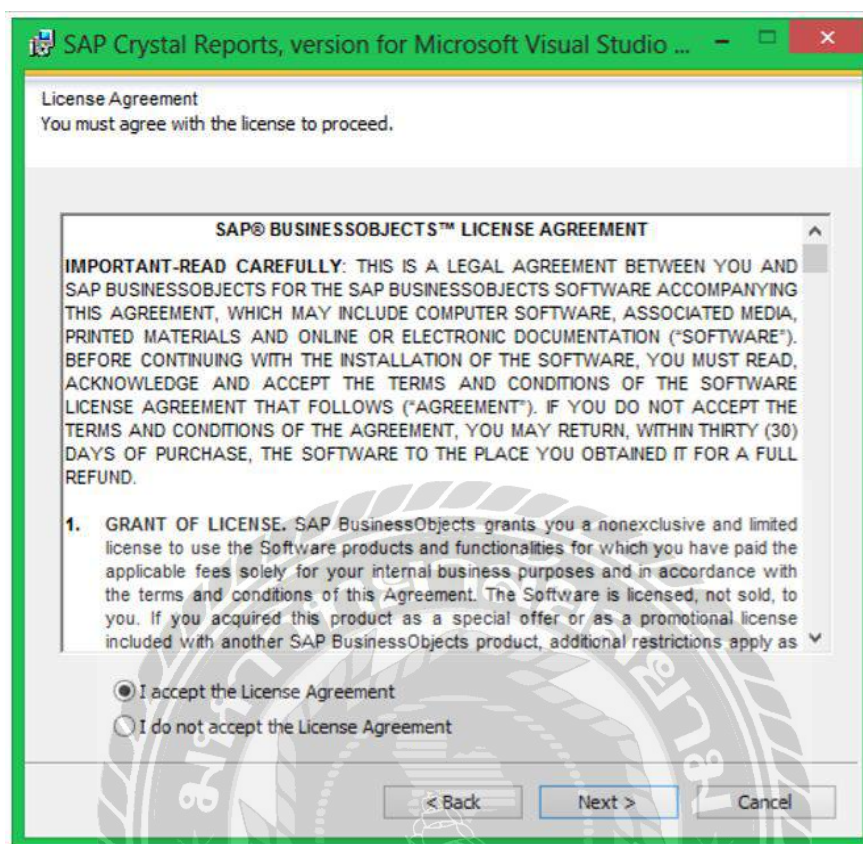 SAP Crystal Reports, version for Microsoft Visual Studio ...
License Agreement
You must agree with the license to proceed.
SAP® BUSINESSOBJECTS™ LICENSE AGREEMENT
IMPORTANT-READ CAREFULLY: THIS IS A LEGAL AGREEMENT BETWEEN YOU AND
SAP BUSINESSOBJECTS FOR THE SAP BUSINESSOBJECTS SOFTWARE ACCOMPANYING
THIS AGREEMENT, WHICH MAY INCLUDE COMPUTER SOFTWARE, ASSOCIATED MEDIA,
PRINTED MATERIALS AND ONLINE OR ELECTRONIC DOCUMENTATION (“SOFTWARE”).
BEFORE CONTINUING WITH THE INSTALLATION OF THE SOFTWARE, YOU MUST READ,
ACKNOWLEDGE AND ACCEPT THE TERMS AND CONDITIONS OF THE SOFTWARE
LICENSE AGREEMENT THAT FOLLOWS (“AGREEMENT”). IF YOU DO NOT ACCEPT THE
TERMS AND CONDITIONS OF THE AGREEMENT, YOU MAY RETURN, WITHIN THIRTY (30)
DAYS OF PURCHASE, THE SOFTWARE TO THE PLACE YOU OBTAINED IT FOR A FULL
REFUND.
1. GRANT OF LICENSE. SAP BusinessObjects grants you a nonexclusive and limited
license to use the Software products and functionalities for which you have paid the
applicable fees solely for your internal business purposes and in accordance with
the terms and conditions of this Agreement. The Software is licensed, not sold, to
you. If you acquired this product as a special offer or as a promotional license
included with another SAP BusinessObjects product, additional restrictions apply as
I accept the License Agreement
I do not accept the License Agreement
< Back
Next >
Cancel